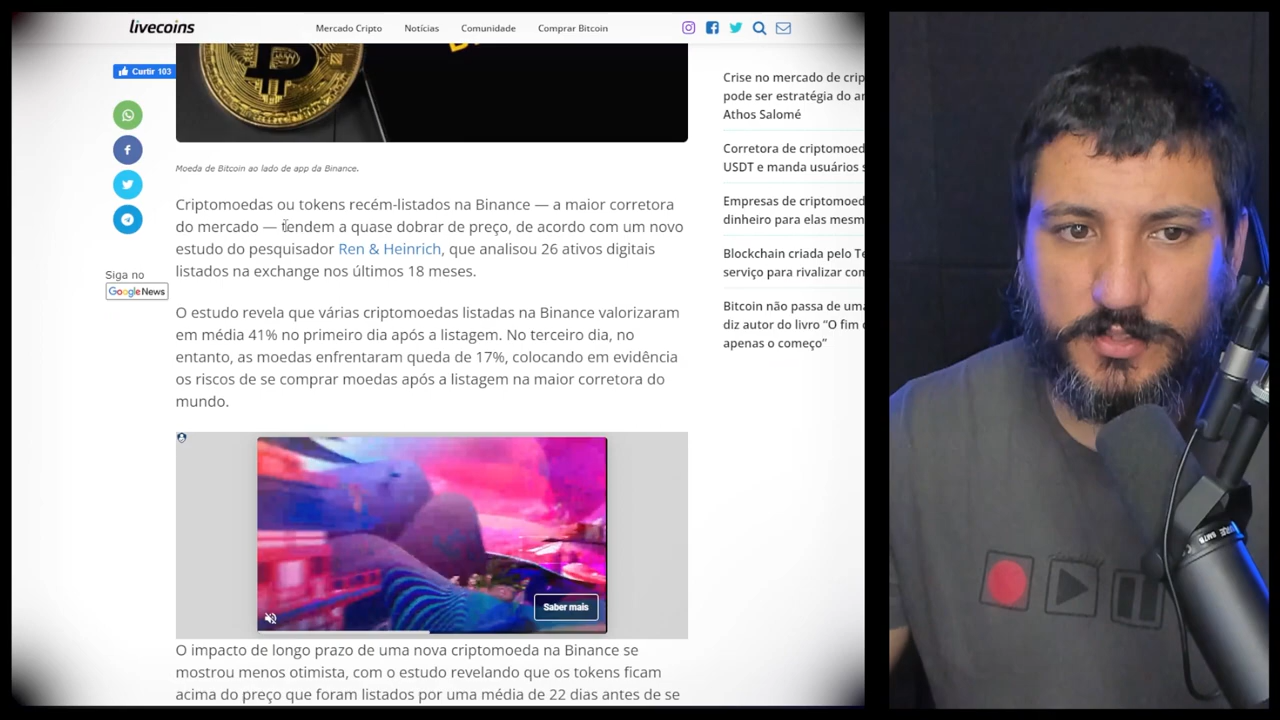 livecoins
Mercado Cripto
Notícias
Comunidade
Comprar Bitcoin
Curtir 103
Moeda de Bitcoin ao lado de app da Binance.
Criptomoedas ou tokens recém-listados na Binance — a maior corretora
do mercado — tendem a quase dobrar de preço, de acordo com um novo
estudo do pesquisador Ren & Heinrich, que analisou 26 ativos digitais
listados na exchange nos últimos 18 meses.
Siga no
Google News
O estudo revela que várias criptomoedas listadas na Binance valorizaram
em média 41% no primeiro dia após a listagem. No terceiro dia, no
entanto, as moedas enfrentaram queda de 17%, colocando em evidência
os riscos de se comprar moedas após a listagem na maior corretora do
mundo.
Saber mais
O impacto de longo prazo de uma nova criptomoeda na Binance se
mostrou menos otimista, com o estudo revelando que os tokens ficam
acima do preço que foram listados por uma média de 22 dias antes de se
Crise no mercado de crip
pode ser estratégia do an
Athos Salomé
Corretora de criptomoed
USDT e manda usuários s
Empresas de criptomoed
dinheiro para elas mesm
Blockchain criada pelo Te
serviço para rivalizar com
Bitcoin não passa de uma
diz autor do livro “O fim d
apenas o começo”